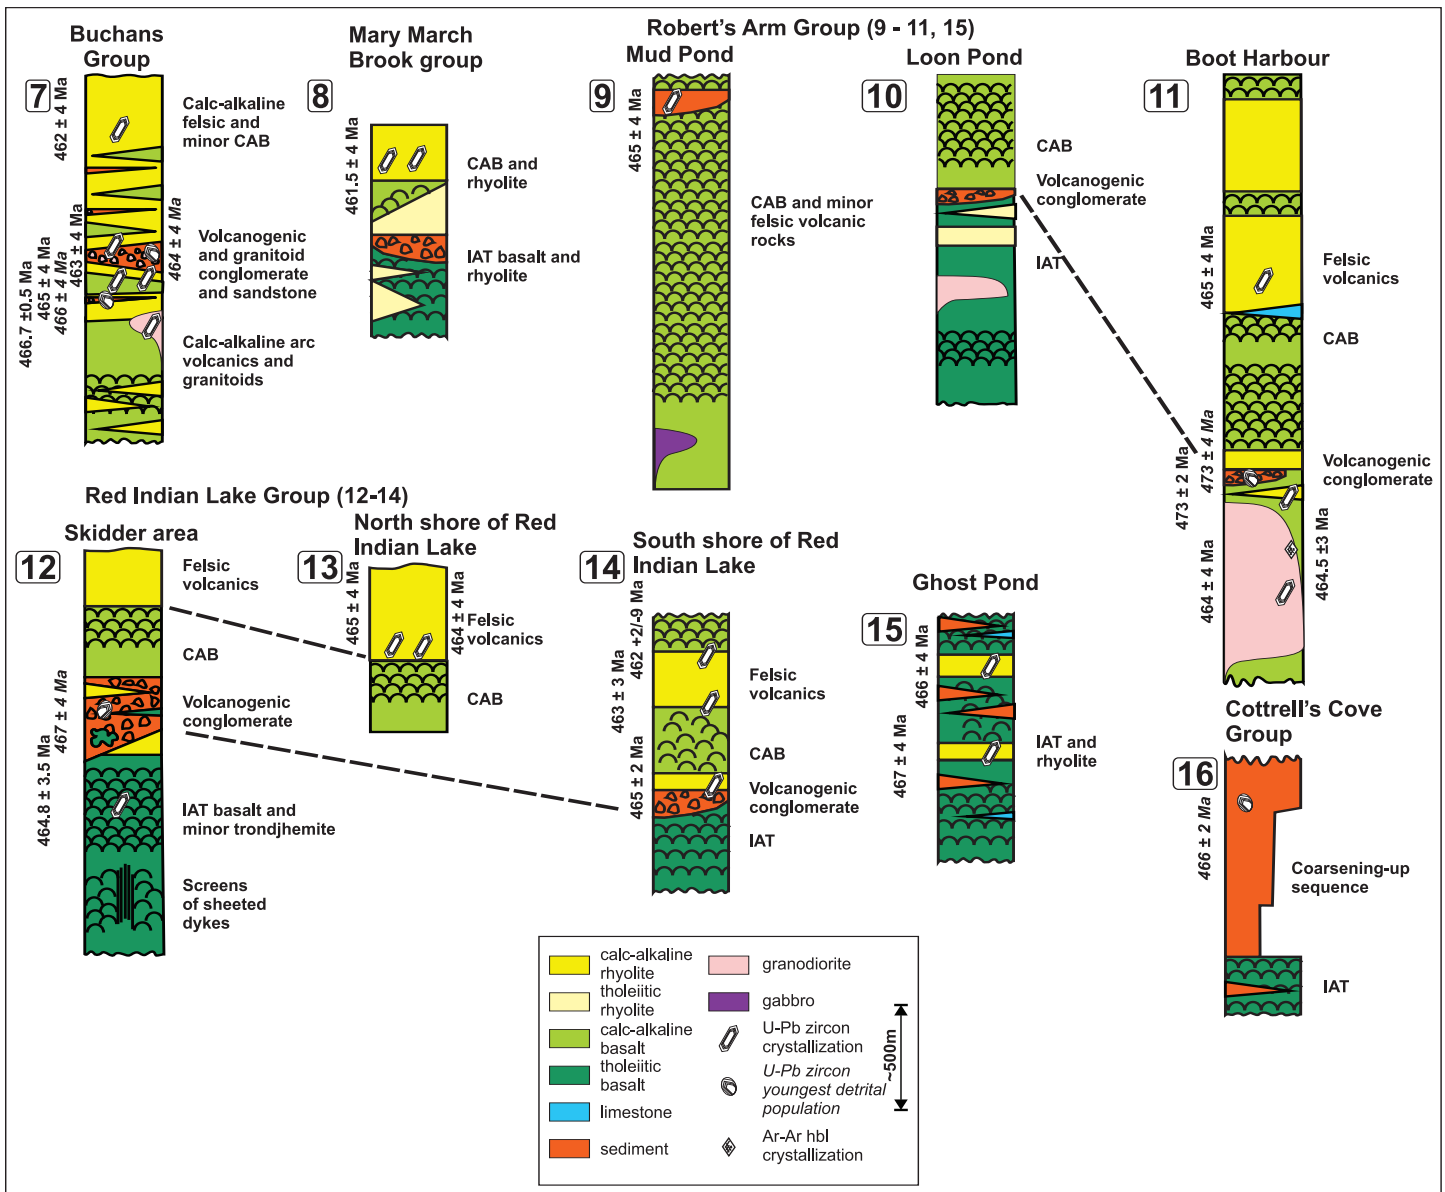 Robert's Arm Group (9 - 11, 15)
Buchans
Group
7
462 ± 4 Ma
Calc-alkaline
felsic and
minor CAB
464 ± 4 Ma
463 ± 4 Ma
466 ± 4 Ma
465 ± 4 Ma
466.7 ±0.5 Ma
Volcanogenic
and granitoid
conglomerate
and sandstone
Calc-alkaline arc
volcanics and
granitoids
Mary March
Brook group
8
461.5 ± 4 Ma
CAB and
rhyolite
IAT basalt and
rhyolite
Mud Pond
9
465 ± 4 Ma
CAB and minor
felsic volcanic
rocks
Loon Pond
10
CAB
Volcanogenic
conglomerate
IAT
Boot Harbour
11
465 ± 4 Ma
Felsic
volcanics
CAB
473 ± 4 Ma
473 ± 2 Ma
Volcanogenic
conglomerate
464 ± 4 Ma
464.5 ±3 Ma
Red Indian Lake Group (12-14)
Skidder area
12
Felsic
volcanics
CAB
467 ± 4 Ma
Volcanogenic
conglomerate
464.8 ± 3.5 Ma
IAT basalt and
minor trondjhemite
Screens
of sheeted
dykes
North shore of Red
Indian Lake
13
465 ± 4 Ma
464 ± 4 Ma
Felsic
volcanics
CAB
South shore of Red
Indian Lake
14
462 +2/-9 Ma
463 ± 3 Ma
465 ± 2 Ma
Felsic
volcanics
CAB
Volcanogenic
conglomerate
IAT
Ghost Pond
15
466 ± 4 Ma
467 ± 4 Ma
IAT and
rhyolite
Cottrell's Cove
Group
16
466 ± 2 Ma
Coarsening-up
sequence
IAT
calc-alkaline
rhyolite
tholeiitic
rhyolite
calc-alkaline
basalt
tholeiitic
basalt
limestone
sediment
granodiorite
gabbro
U-Pb zircon
crystallization
U-Pb zircon
youngest detrital
population
Ar-Ar hbl
crystallization
~500m